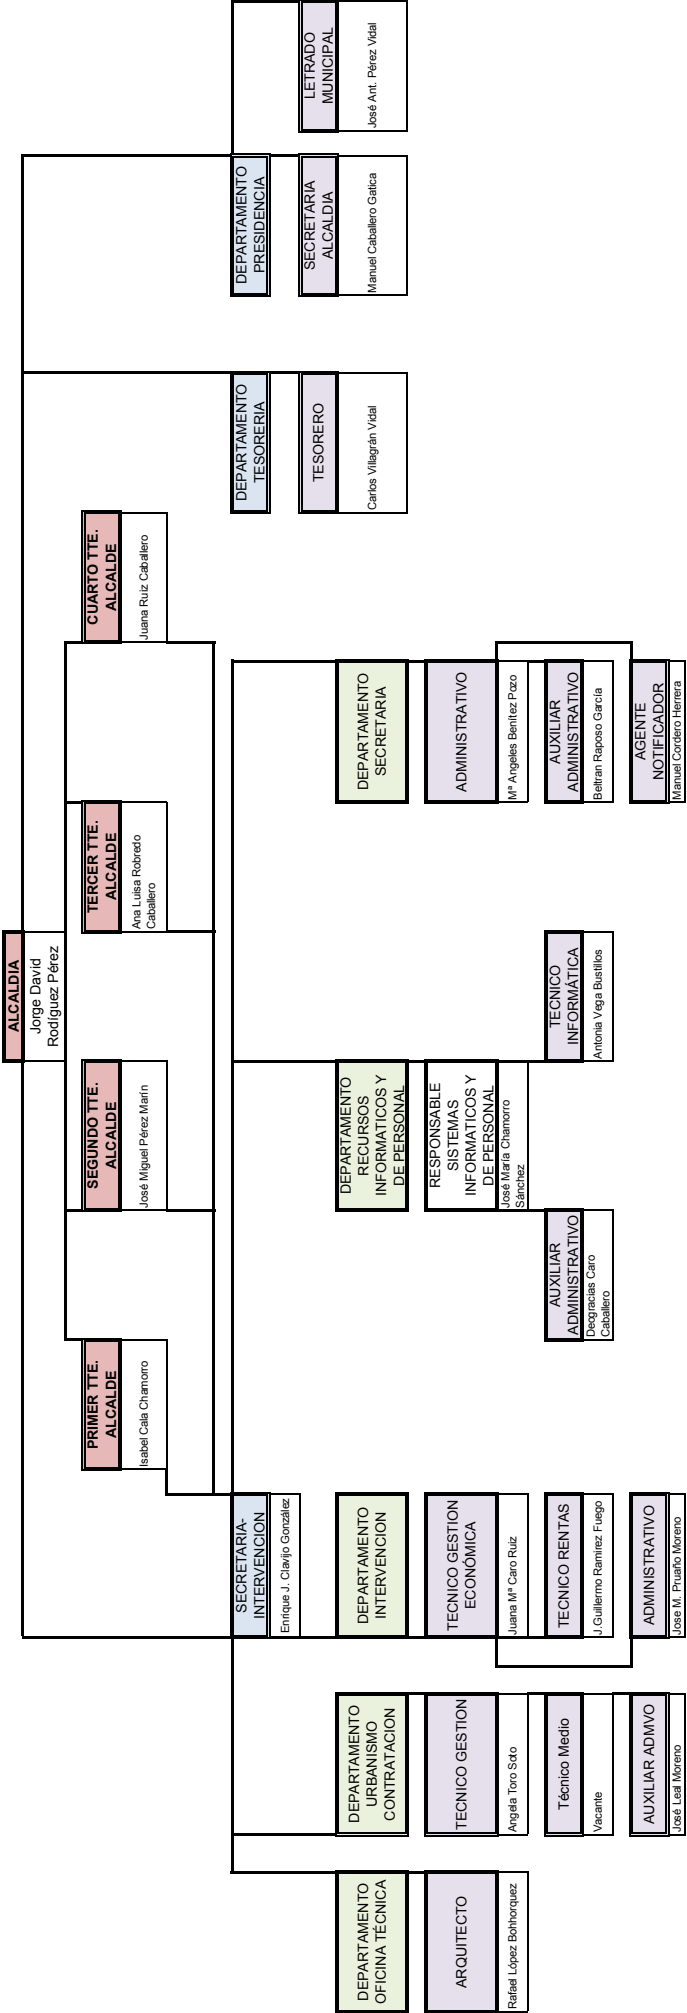 ALCALDIA
Jorge David
Rodíguez Pérez
PRIMER TTE.
ALCALDE
Isabel Cala Chamorro
SEGUNDO TTE.
ALCALDE
José Miguel Pérez Marín
TERCER TTE.
ALCALDE
Ana Luisa Robredo
Caballero
CUARTO TTE.
ALCALDE
Juana Ruiz Caballero
SECRETARIA-
INTERVENCION
Enrique J. Clavijo González
DEPARTAMENTO
TESORERIA
TESORERO
Carlos Villagrán Vidal
DEPARTAMENTO
PRESIDENCIA
SECRETARIA
ALCALDIA
Manuel Caballero Gatica
LETRADO
MUNICIPAL
José Ant. Pérez Vidal
DEPARTAMENTO
OFICINA TÉCNICA
ARQUITECTO
Rafael López Bohhorquez
DEPARTAMENTO
URBANISMO
CONTRATACION
TECNICO GESTION
Angela Toro Soto
Técnico Medio
Vacante
AUXILIAR ADMVO
José Leal Moreno
DEPARTAMENTO
INTERVENCION
TECNICO GESTION
ECONÓMICA
Juana Mª Caro Ruiz
TECNICO RENTAS
J.Guillermo Ramirez Fuego
ADMINISTRATIVO
Jose M. Pruaño Moreno
DEPARTAMENTO
RECURSOS
INFORMATICOS Y
DE PERSONAL
RESPONSABLE
SISTEMAS
INFORMATICOS Y
DE PERSONAL
José María Chamorro
Sánchez
AUXILIAR
ADMINISTRATIVO
Deogracias Caro
Caballero
TECNICO
INFORMÁTICA
Antonia Vega Bustillos
DEPARTAMENTO
SECRETARIA
ADMINISTRATIVO
Mª Angeles Benítez Pozo
AUXILIAR
ADMINISTRATIVO
Beltran Raposo García
AGENTE
NOTIFICADOR
Manuel Cordero Herrera